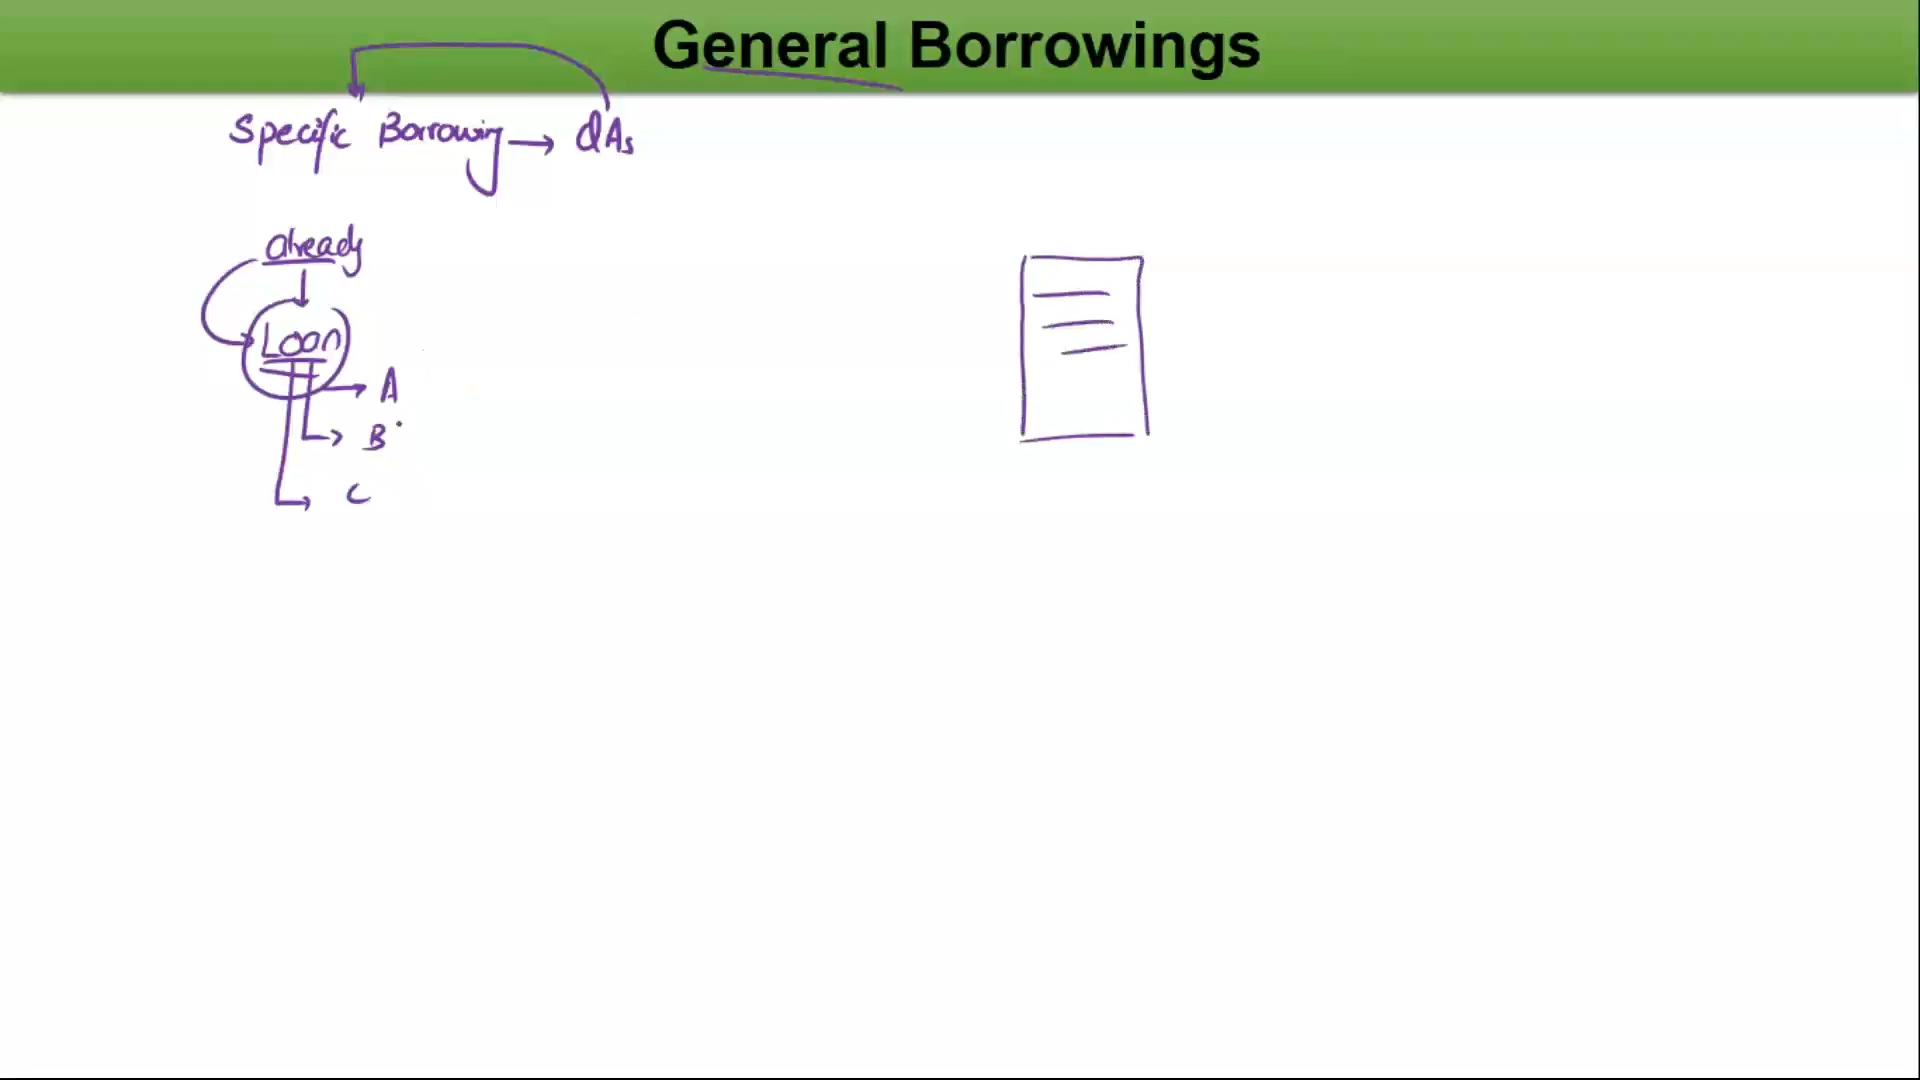 General Borrowings
Specific Borrowing → QAs
already
Loan
A
B
C